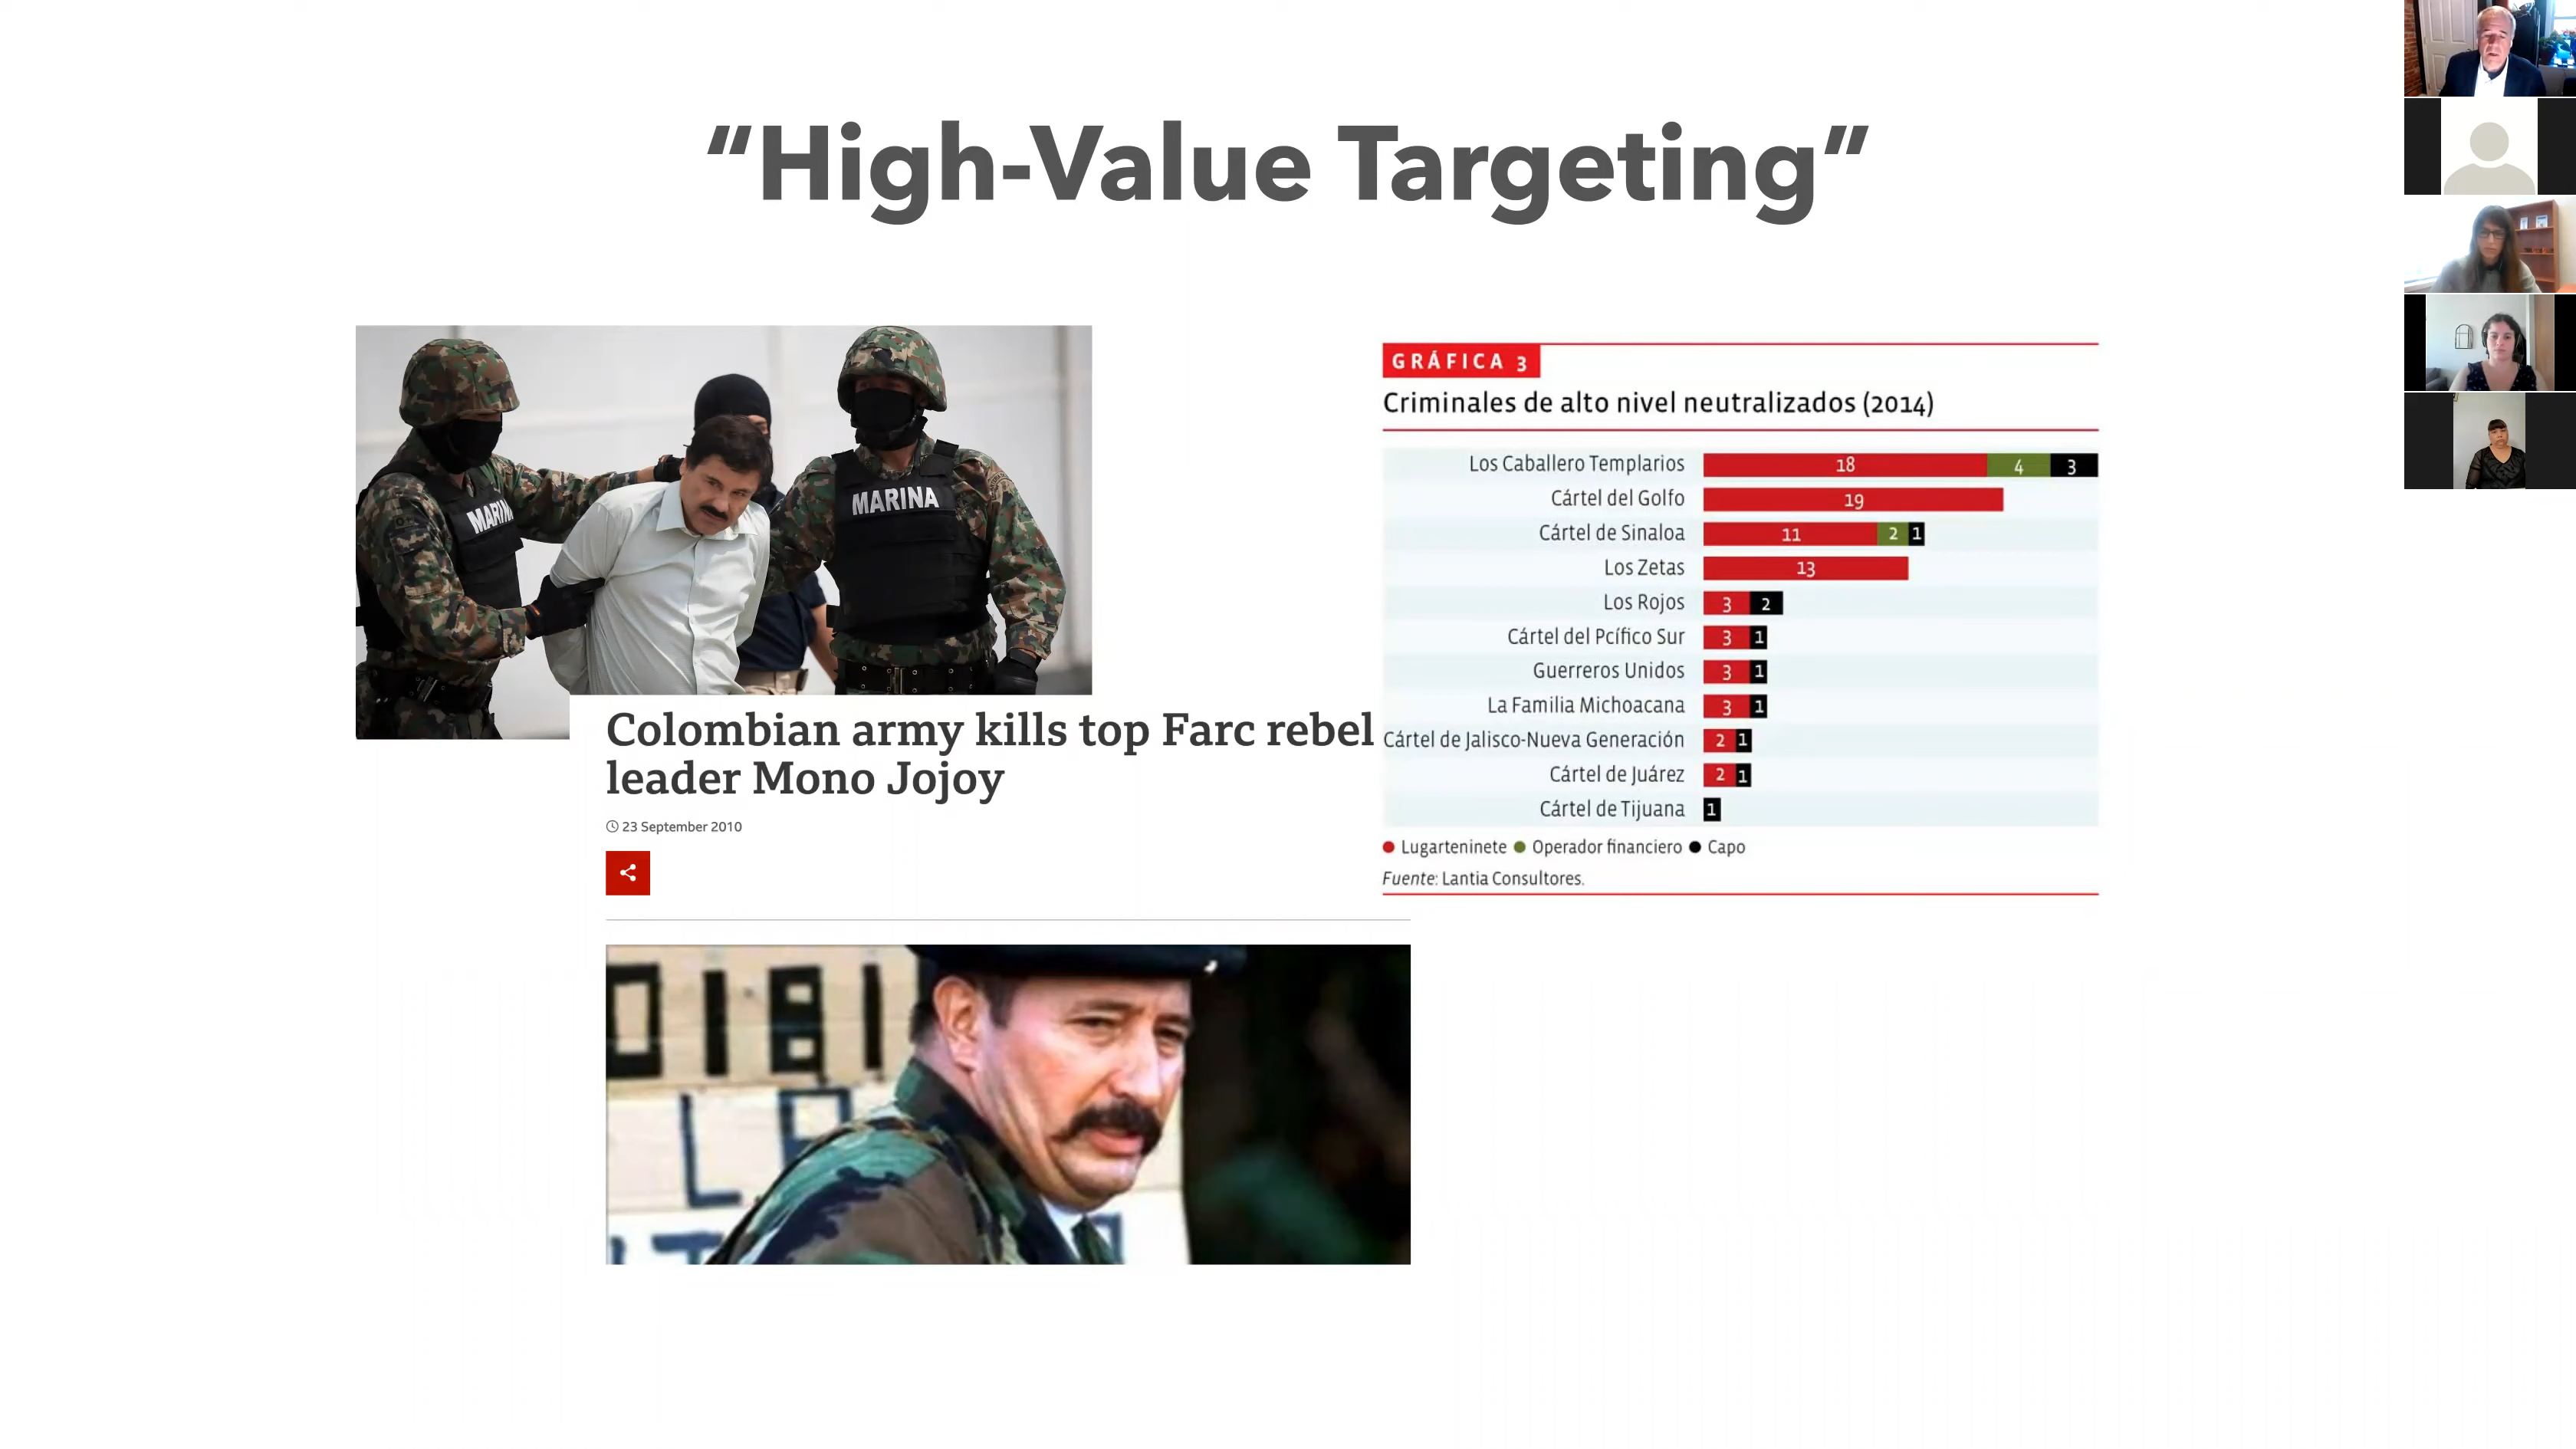 “High-Value Targeting”
MARINA
MARINA
GRÁFICA 3
Criminales de alto nivel neutralizados (2014)
Los Caballero Templarios 18 4 3
Cártel del Golfo 19
Cártel de Sinaloa 11 2 1
Los Zetas 13
Los Rojos 3 2
Cártel del Pcífico Sur 3 1
Guerreros Unidos 3 1
La Familia Michoacana 3 1
Cártel de Jalisco-Nueva Generación 2 1
Cártel de Juárez 2 1
Cártel de Tijuana 1
Lugarteninete Operador financiero Capo
Fuente: Lantia Consultores.
Colombian army kills top Farc rebel
leader Mono Jojoy
23 September 2010